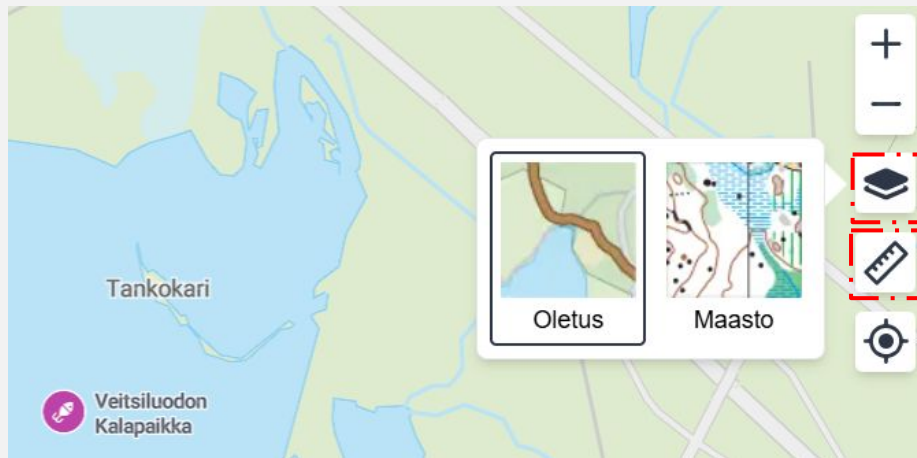 Oletus
Maasto
Tankokari
Veitsiluodon
Kalapaikka